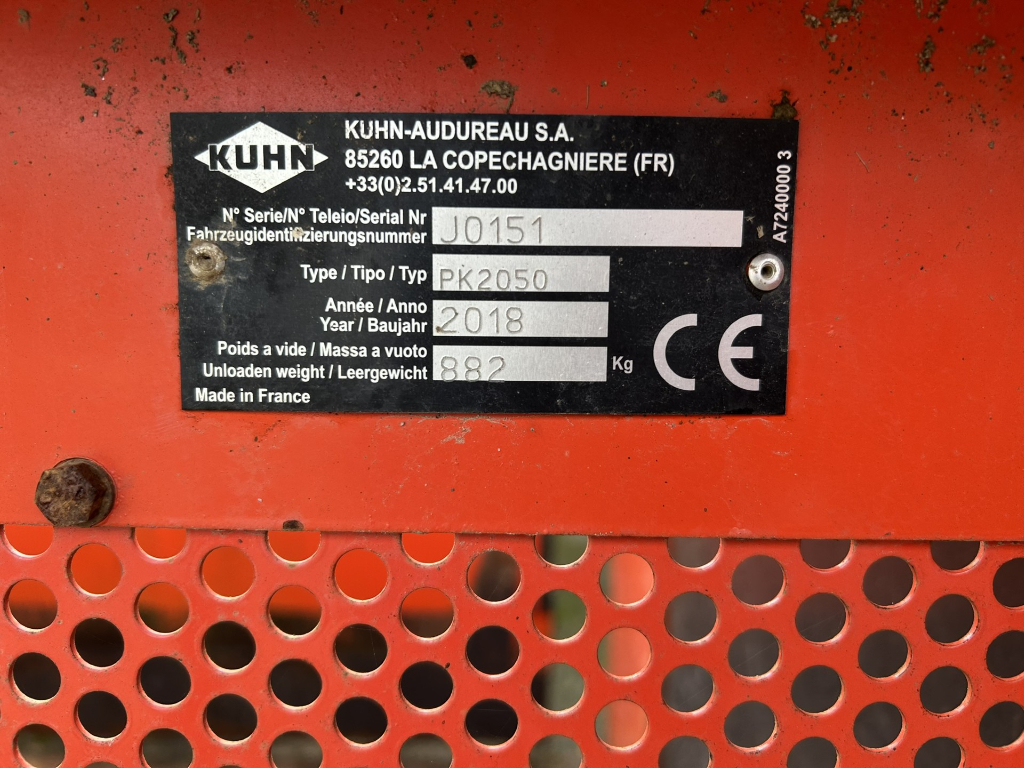 KUHN
KUHN-AUDUREAU S.A.
85260 LA COPECHAGNIERE (FR)
+33(0)2.51.41.47.00
N° Serie/N° Teleio/Serial Nr
Fahrzeugidentifizierungsnummer
J0151
Type / Tipo / Typ
PK2050
Année / Anno
Year / Baujahr
2018
Poids a vide / Massa a vuoto
Unloaden weight / Leergewicht
882
Kg
Made in France
CE
A7240000 3